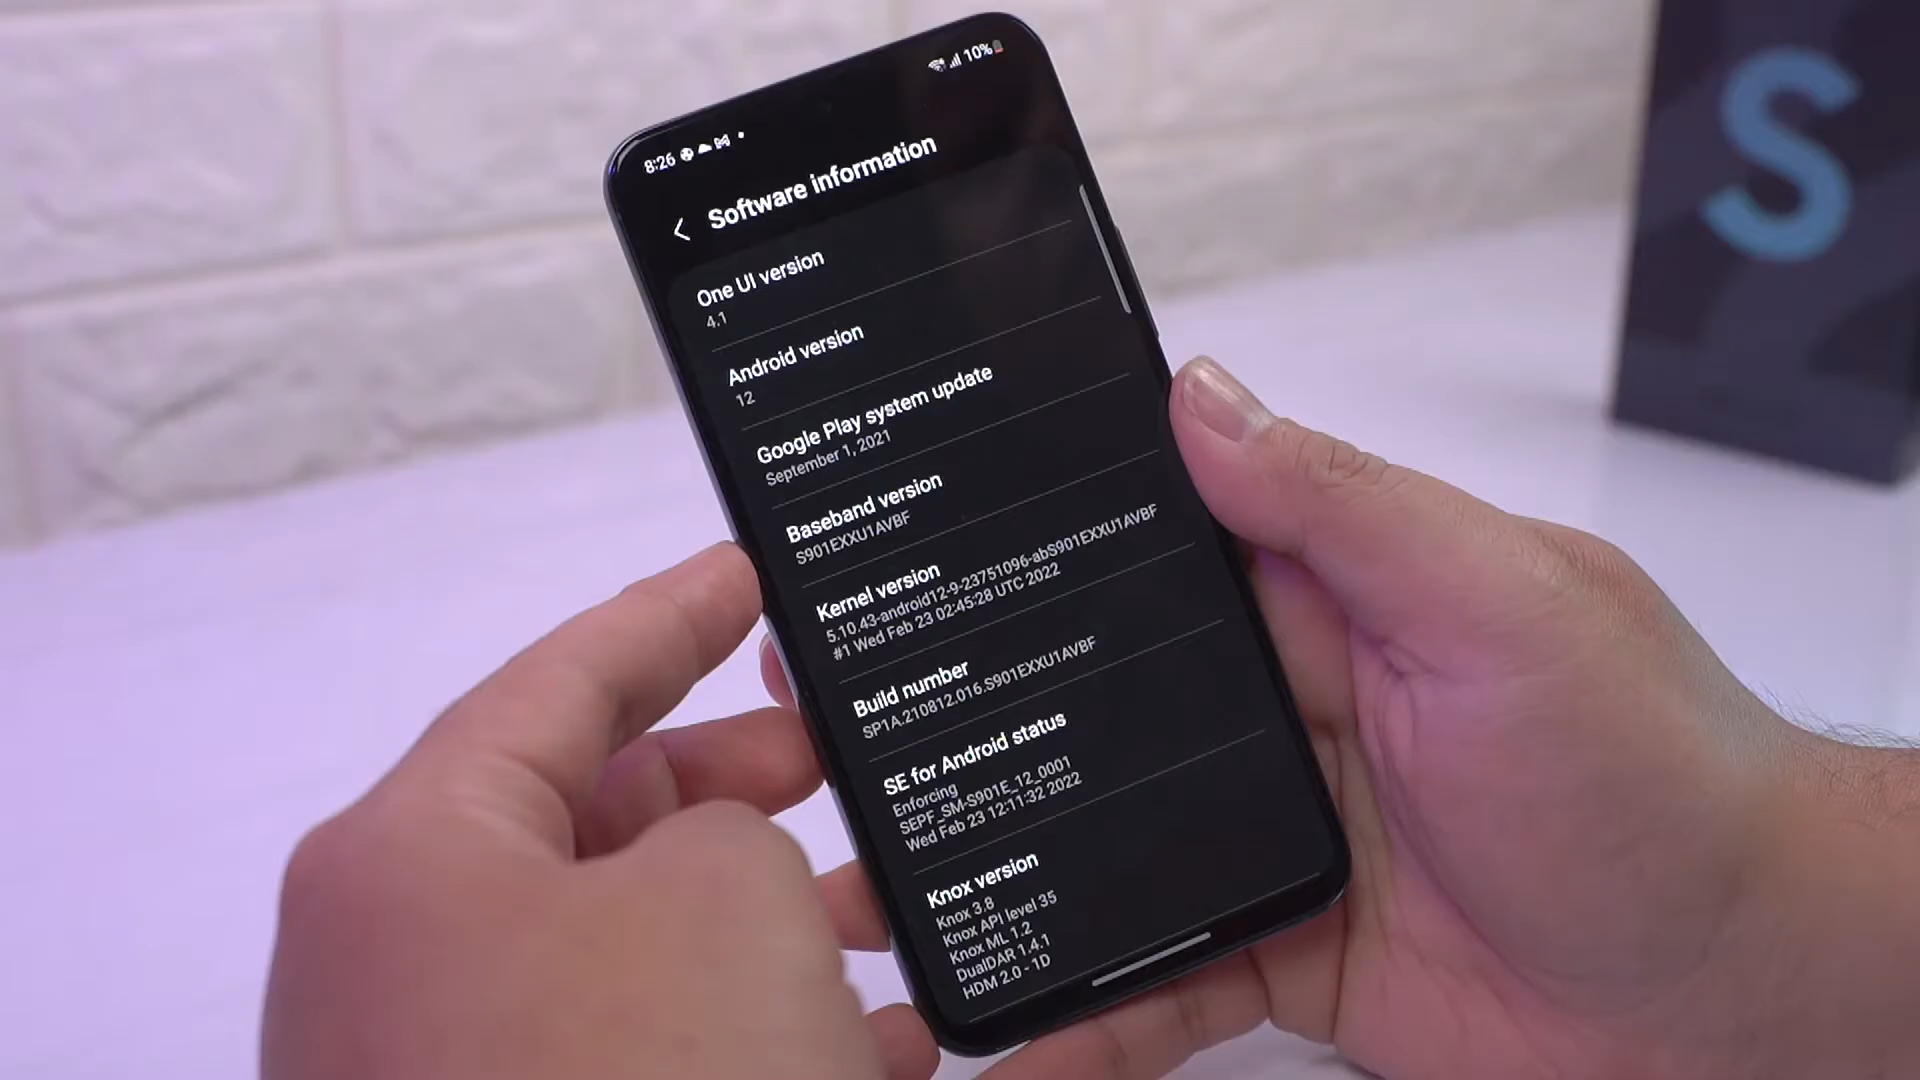 8:26
10%
Software information
One UI version
4.1
Android version
12
Google Play system update
September 1, 2021
Baseband version
S901EXXU1AVBF
Kernel version
5.10.43-android12-9-23751096-abS901EXXU1AVBF
#1 Wed Feb 23 02:45:28 UTC 2022
Build number
SP1A.210812.016.S901EXXU1AVBF
SE for Android status
Enforcing
SEPF_SM-S901E_12_0001
Wed Feb 23 12:11:32 2022
Knox version
Knox 3.8
Knox API level 35
Knox ML 1.2
DualDAR 1.4.1
HDM 2.0 - 1D
S